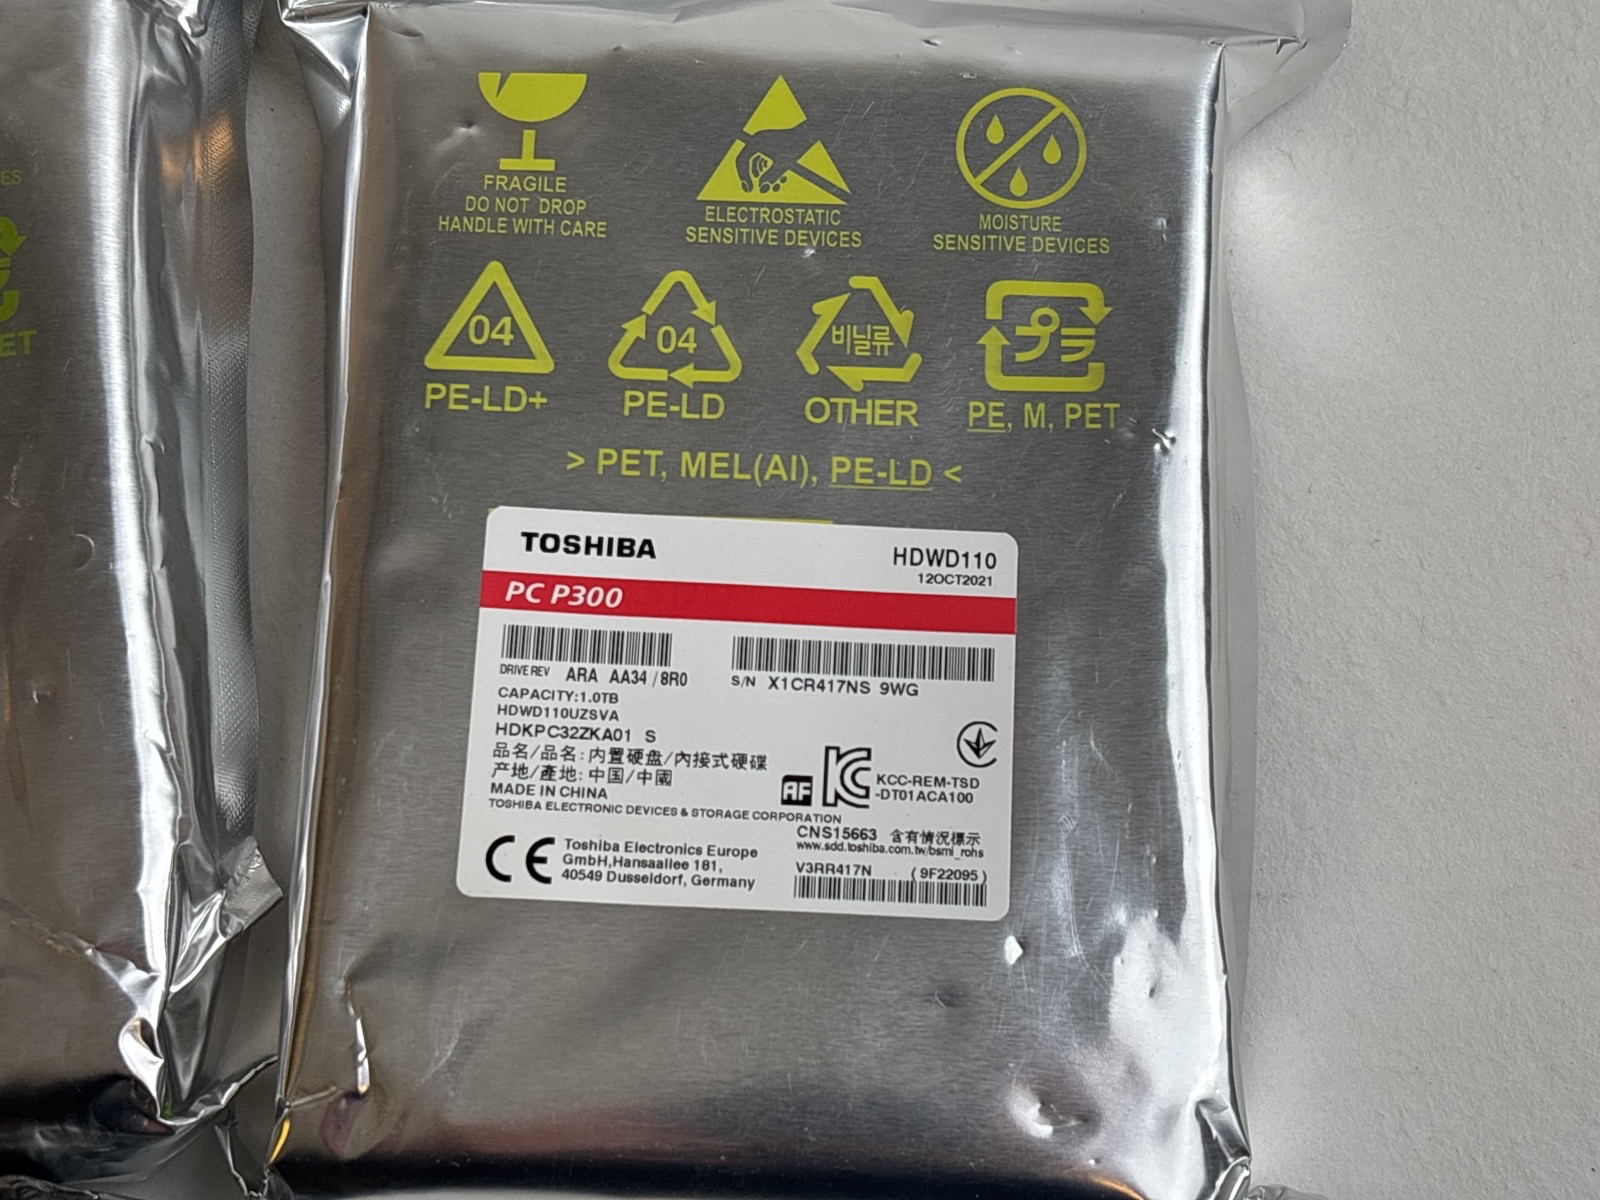 ES
ET
FRAGILE
DO NOT DROP
HANDLE WITH CARE
ELECTROSTATIC
SENSITIVE DEVICES
MOISTURE
SENSITIVE DEVICES
04
PE-LD+
04
PE-LD
비닐류
OTHER
プラ
PE, M, PET
> PET, MEL(AI), PE-LD <
TOSHIBA
HDWD110
12OCT2021
PC P300
DRIVE REV ARA AA34 / 8R0
S/N X1CR417NS 9WG
CAPACITY:1.0TB
HDWD110UZSVA
HDKPC32ZKA01 S
品名/品名: 内置硬盘/內接式硬碟
产地/產地: 中国/中國
MADE IN CHINA
TOSHIBA ELECTRONIC DEVICES & STORAGE CORPORATION
AF
KCC-REM-TSD
-DT01ACA100
CNS15663 含有情況標示
www.sdd.toshiba.com.tw/bsmi_rohs
CE
Toshiba Electronics Europe
GmbH,Hansaallee 181,
40549 Dusseldorf, Germany
V3RR417N ( 9F22095 )